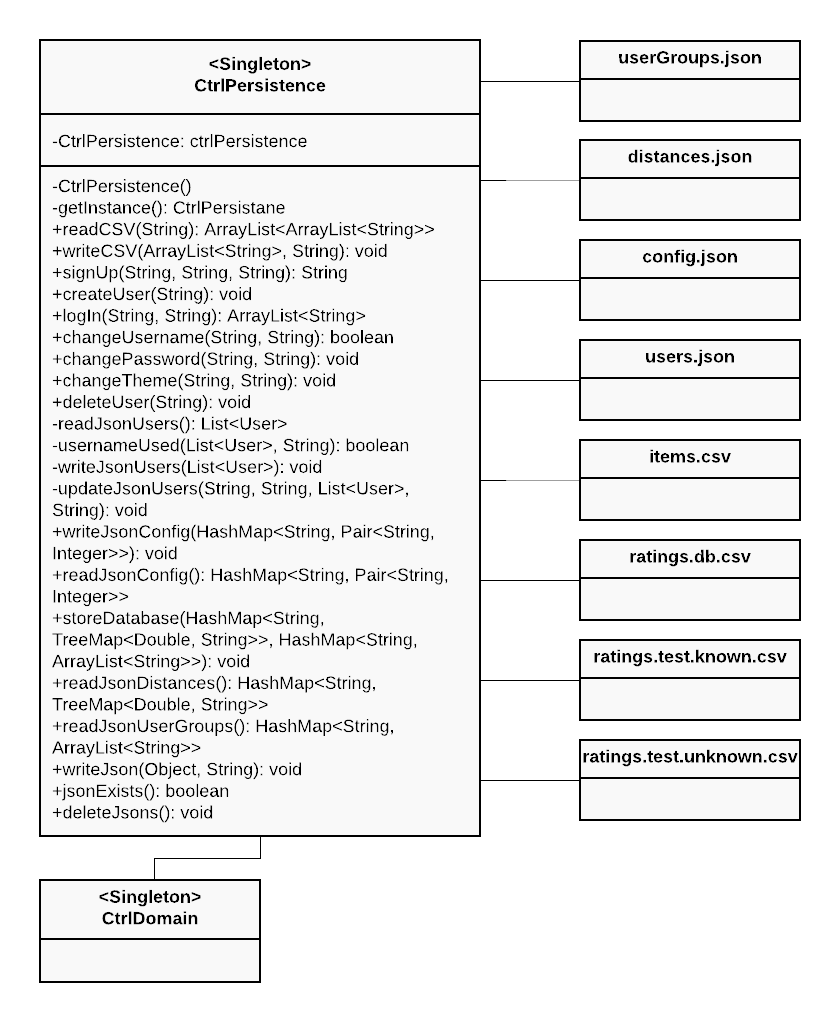 <Singleton>
CtrlPersistence
-CtrlPersistence: ctrlPersistence
-CtrlPersistence()
-getInstance(): CtrlPersistane
+readCSV(String): ArrayList<ArrayList<String>>
+writeCSV(ArrayList<String>, String): void
+signUp(String, String, String): String
+createUser(String): void
+logIn(String, String): ArrayList<String>
+changeUsername(String, String): boolean
+changePassword(String, String): void
+changeTheme(String, String): void
+deleteUser(String): void
-readJsonUsers(): List<User>
-usernameUsed(List<User>, String): boolean
-writeJsonUsers(List<User>): void
-updateJsonUsers(String, String, List<User>,
String): void
+writeJsonConfig(HashMap<String, Pair<String,
Integer>>): void
+readJsonConfig(): HashMap<String, Pair<String,
Integer>>
+storeDatabase(HashMap<String,
TreeMap<Double, String>>, HashMap<String,
ArrayList<String>>): void
+readJsonDistances(): HashMap<String,
TreeMap<Double, String>>
+readJsonUserGroups(): HashMap<String,
ArrayList<String>>
+writeJson(Object, String): void
+jsonExists(): boolean
+deleteJsons(): void
userGroups.json
distances.json
config.json
users.json
items.csv
ratings.db.csv
ratings.test.known.csv
ratings.test.unknown.csv
<Singleton>
CtrlDomain